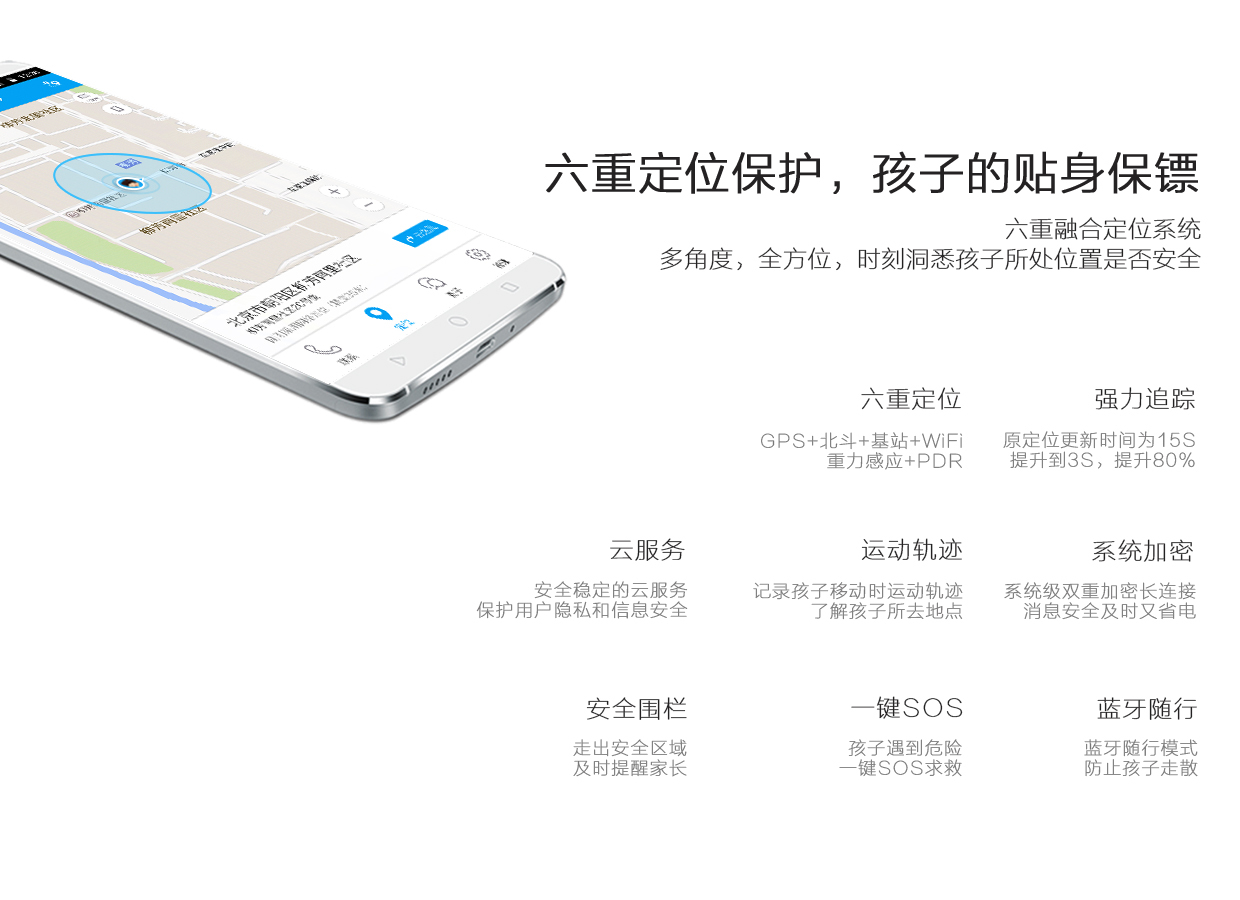 六重定位保护，孩子的贴身保镖
六重融合定位系统
多角度，全方位，时刻洞悉孩子所处位置是否安全
六重定位
GPS+北斗+基站+WiFi
重力感应+PDR
强力追踪
原定位更新时间为15S
提升到3S，提升80%
云服务
安全稳定的云服务
保护用户隐私和信息安全
运动轨迹
记录孩子移动时运动轨迹
了解孩子所去地点
系统加密
系统级双重加密长连接
消息安全及时又省电
安全围栏
走出安全区域
及时提醒家长
一键SOS
孩子遇到危险
一键SOS求救
蓝牙随行
蓝牙随行模式
防止孩子走散